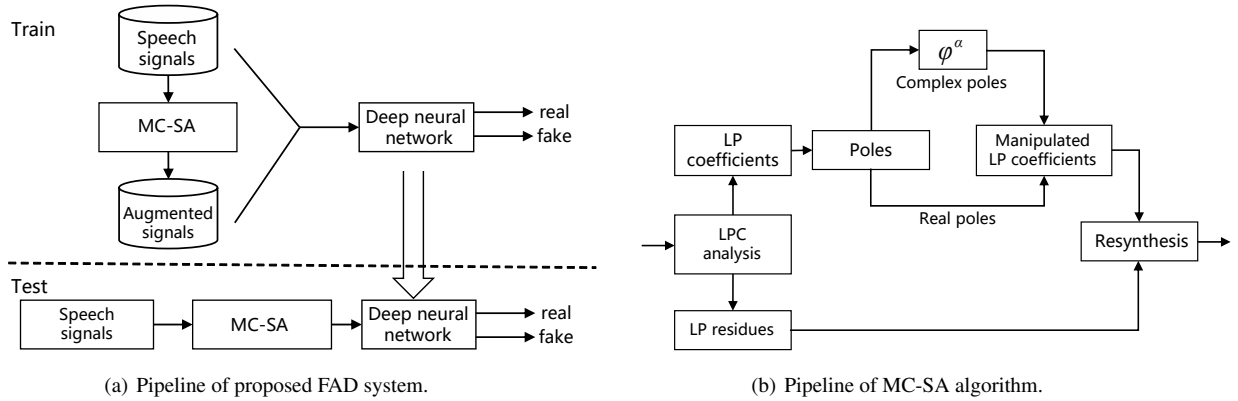 Train
Speech
signals
MC-SA
Augmented
signals
Deep neural
network
real
fake
Test
Speech
signals
MC-SA
Deep neural
network
real
fake
(a) Pipeline of proposed FAD system.
φ^α
Complex poles
LP
coefficients
Poles
Manipulated
LP coefficients
Real poles
LPC
analysis
Resynthesis
LP residues
(b) Pipeline of MC-SA algorithm.